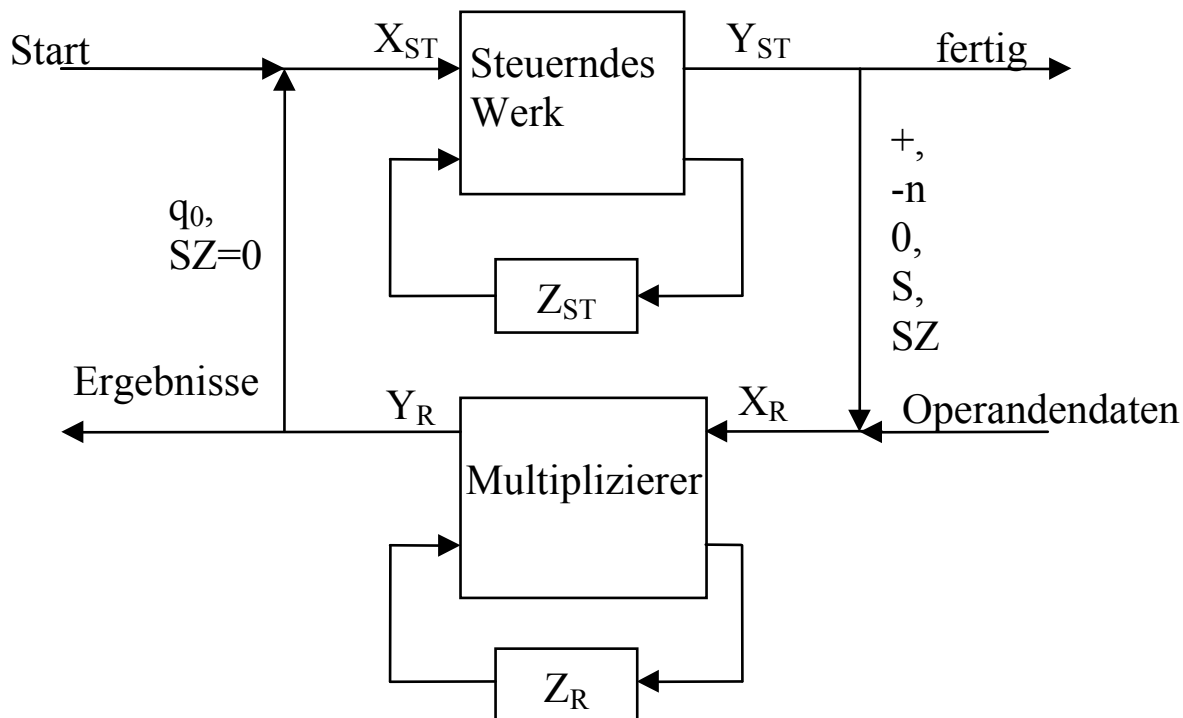 Start
X_ST
Steuerndes
Werk
Y_ST
fertig
+,
-n
0,
S,
SZ
q₀,
SZ=0
Z_ST
Ergebnisse
Y_R
Multiplizierer
X_R
Operandendaten
Z_R